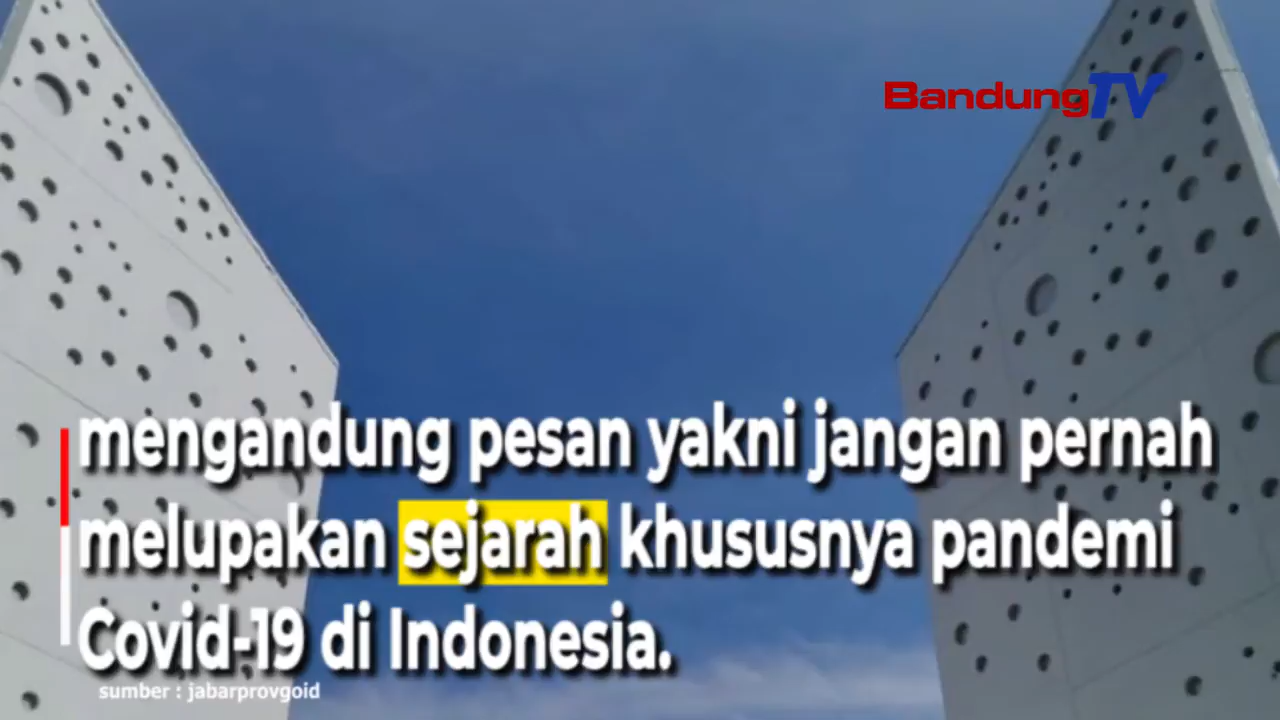 BandungTV
mengandung pesan yakni jangan pernah
melupakan sejarah khususnya pandemi
Covid-19 di Indonesia.
sumber : jabarprovgoid